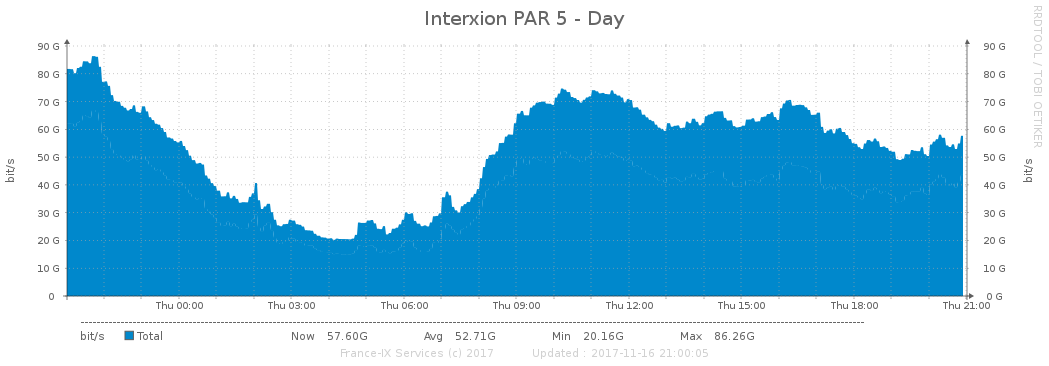 Interxion PAR 5 - Day
RRDTOOL / TOBI OETIKER
90 G 90 G
80 G 80 G
70 G 70 G
60 G 60 G
50 G 50 G
40 G 40 G
30 G 30 G
20 G 20 G
10 G 10 G
0 0 G
bit/s bit/s
Thu 00:00 Thu 03:00 Thu 06:00 Thu 09:00 Thu 12:00 Thu 15:00 Thu 18:00 Thu 21:00
bit/s Total Now 57.60G Avg 52.71G Min 20.16G Max 86.26G
France-IX Services (c) 2017 Updated : 2017-11-16 21:00:05